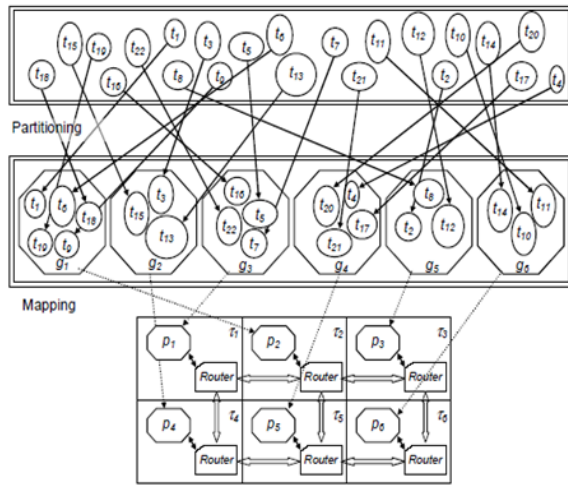 t15 t19 t22 t1 t3 t5 t6 t7 t11 t12 t10 t14 t20
t18 t16 t8 t9 t13 t21 t2 t17 t4
Partitioning
t1 t6 t18 t15 t3 t16 t5 t20 t4 t8 t14 t11
t19 t9 t13 t22 t7 t21 t17 t2 t12 t10
g1 g2 g3 g4 g5 g6
Mapping
p1 τ1 p2 τ2 p3 τ3
Router Router Router
p4 τ4 p5 τ5 p6 τ6
Router Router Router